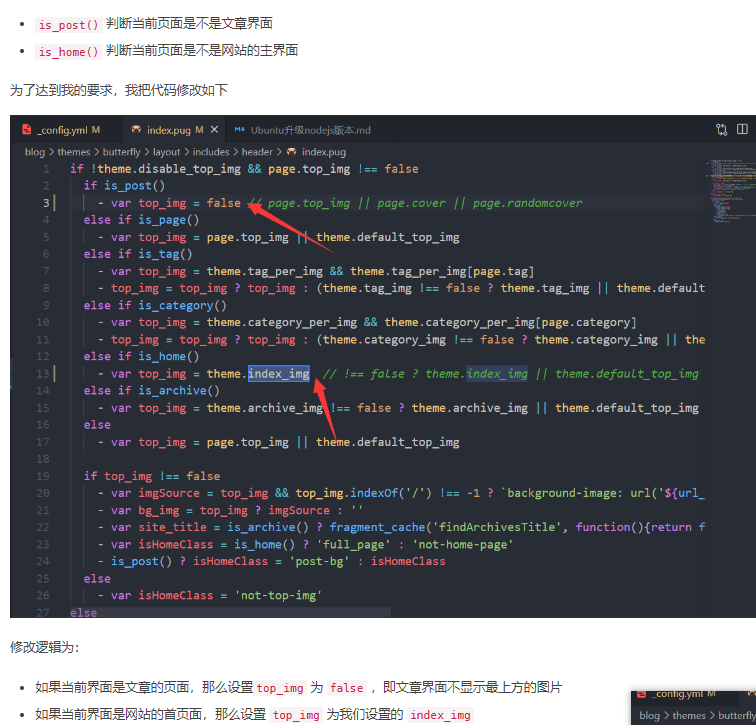 is_post() 判断当前页面是不是文章界面
is_home() 判断当前页面是不是网站的主界面
为了达到我的要求，我把代码修改如下
_config.yml M
index.pug M
Ubuntu升级nodejs版本.md
blog > themes > butterfly > layout > includes > header > index.pug
1 if !theme.disable_top_img && page.top_img !== false
2 if is_post()
3 - var top_img = false // page.top_img || page.cover || page.randomcover
4 else if is_page()
5 - var top_img = page.top_img || theme.default_top_img
6 else if is_tag()
7 - var top_img = theme.tag_per_img && theme.tag_per_img[page.tag]
8 - top_img = top_img ? top_img : (theme.tag_img !== false ? theme.tag_img || theme.default
9 else if is_category()
10 - var top_img = theme.category_per_img && theme.category_per_img[page.category]
11 - top_img = top_img ? top_img : (theme.category_img !== false ? theme.category_img || the
12 else if is_home()
13 - var top_img = theme.index_img // !== false ? theme.index_img || theme.default_top_img
14 else if is_archive()
15 - var top_img = theme.archive_img !== false ? theme.archive_img || theme.default_top_img
16 else
17 - var top_img = page.top_img || theme.default_top_img
18
19 if top_img !== false
20 - var imgSource = top_img && top_img.indexOf('/') !== -1 ? `background-image: url('${url_
21 - var bg_img = top_img ? imgSource : ''
22 - var site_title = is_archive() ? fragment_cache('findArchivesTitle', function(){return f
23 - var isHomeClass = is_home() ? 'full_page' : 'not-home-page'
24 - is_post() ? isHomeClass = 'post-bg' : isHomeClass
25 else
26 - var isHomeClass = 'not-top-img'
27 else
修改逻辑为：
如果当前界面是文章的页面，那么设置 top_img 为 false ，即文章界面不显示最上方的图片
如果当前界面是网站的首页面，那么设置 top_img 为我们设置的 index_img
_config.yml M
blog > themes > butterfly